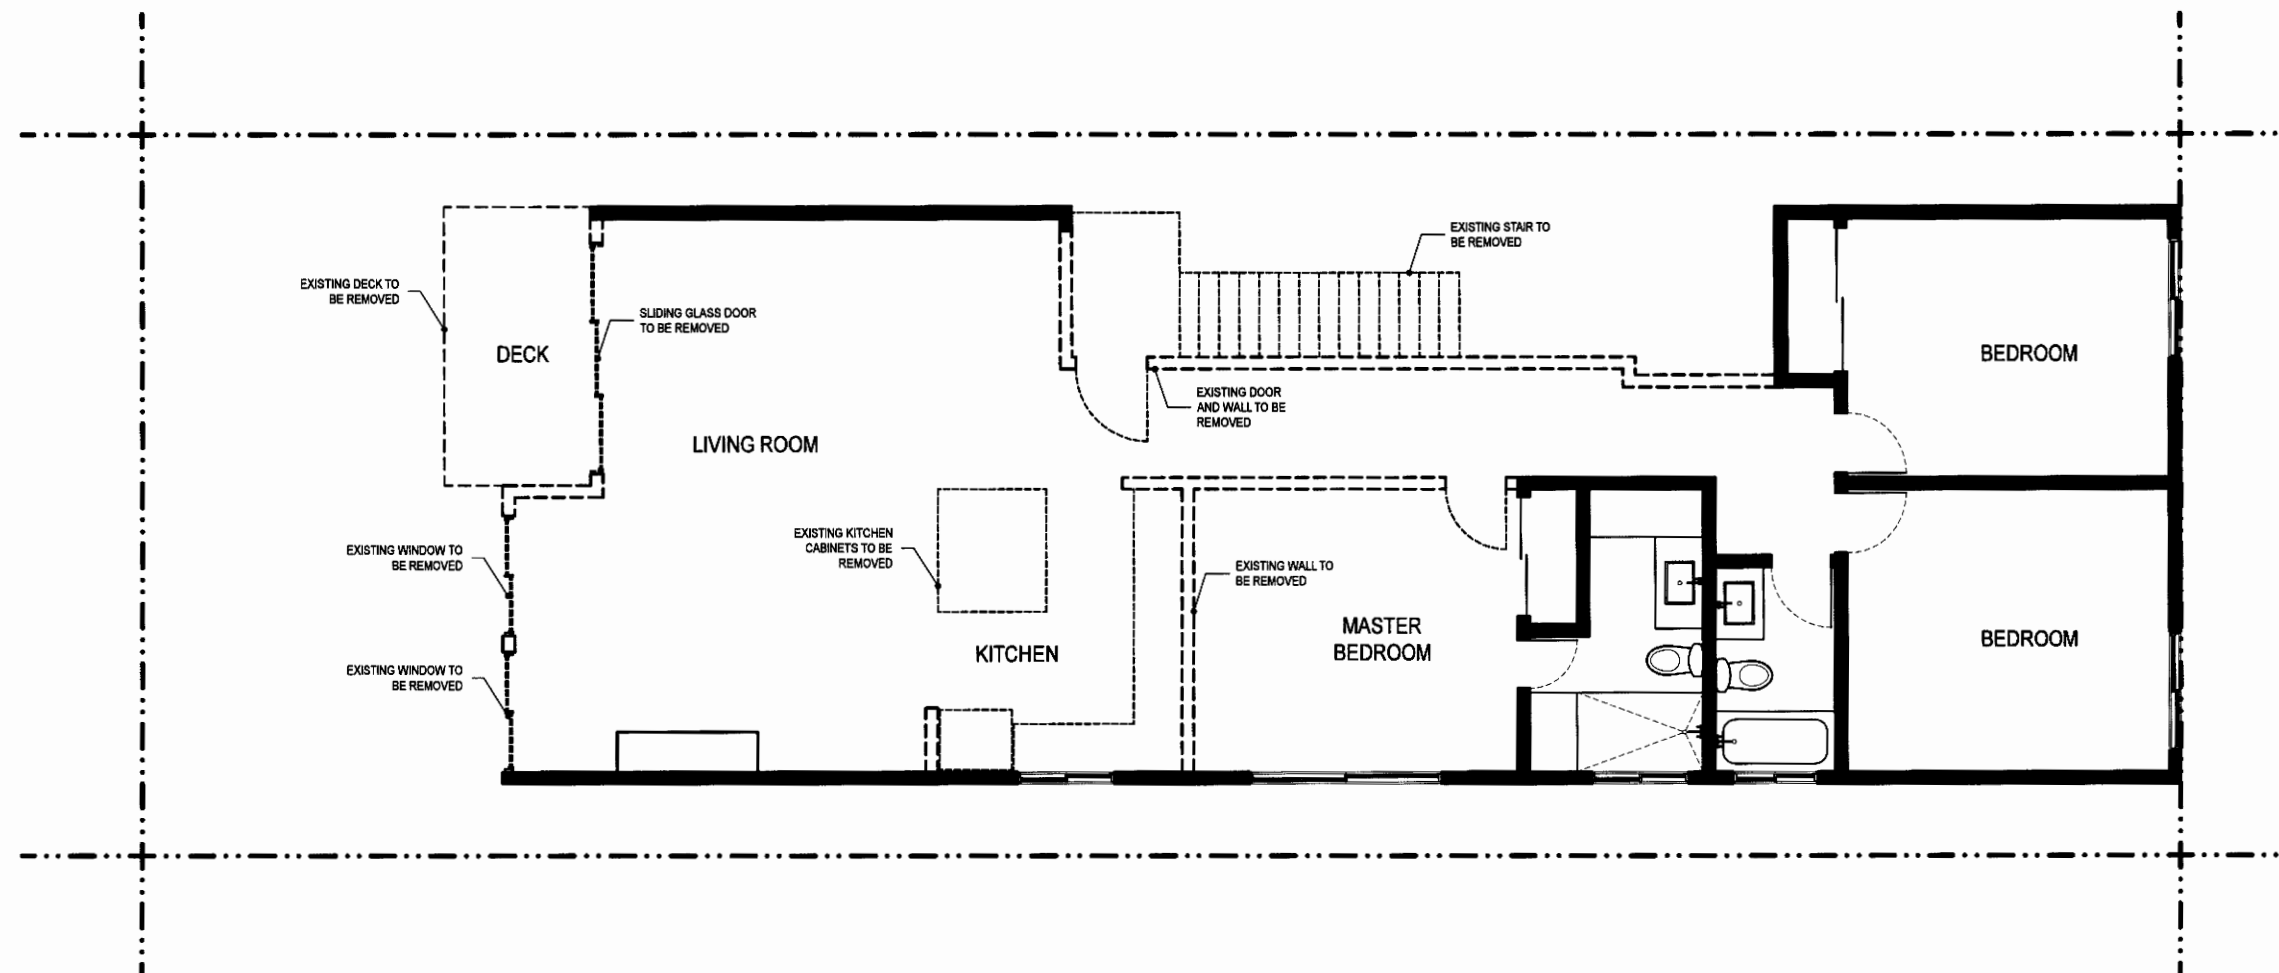 EXISTING STAIR TO
BE REMOVED
EXISTING DECK TO
BE REMOVED
SLIDING GLASS DOOR
TO BE REMOVED
DECK
BEDROOM
EXISTING DOOR
AND WALL TO BE
REMOVED
LIVING ROOM
EXISTING KITCHEN
CABINETS TO BE
REMOVED
EXISTING WINDOW TO
BE REMOVED
EXISTING WALL TO
BE REMOVED
MASTER
BEDROOM
BEDROOM
KITCHEN
EXISTING WINDOW TO
BE REMOVED